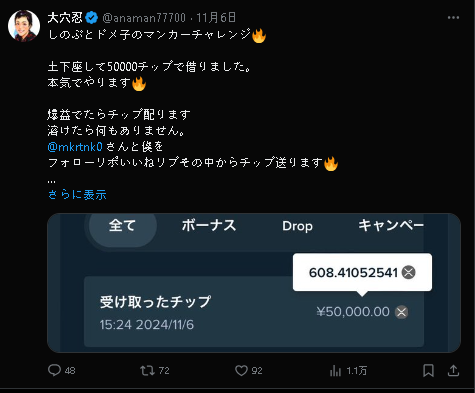 大穴忍 @anaman77700 · 11月6日
しのぶとドメ子のマンカーチャレンジ🔥
土下座して50000チップで借りました。
本気でやります🔥
爆益でたらチップ配ります
溶けたら何もありません。
@mkrtnk0 さんと僕を
フォローリポいいねリプその中からチップ送ります🔥
...
さらに表示
全て ボーナス Drop キャンペー
608.41052541
受け取ったチップ
¥50,000.00
15:24 2024/11/6
48 72 92 1.1万